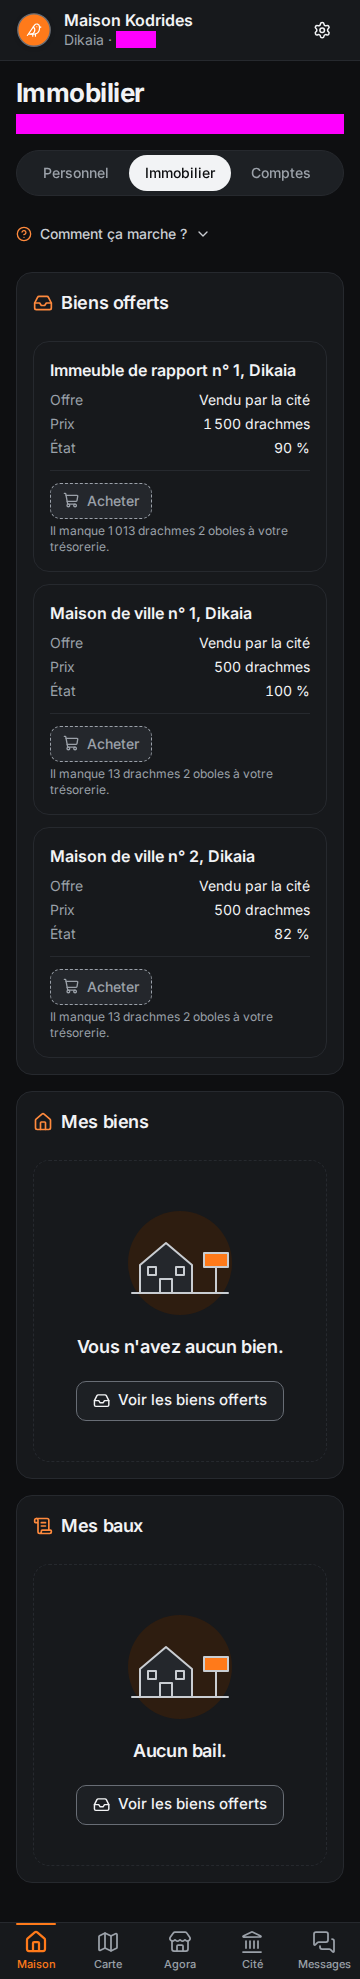 Maison Kodrides
Dikaia ·
Immobilier
Personnel
Immobilier
Comptes
Comment ça marche ?
Biens offerts
Immeuble de rapport n° 1, Dikaia
Offre Vendu par la cité
Prix 1 500 drachmes
État 90 %
Acheter
Il manque 1 013 drachmes 2 oboles à votre
trésorerie.
Maison de ville n° 1, Dikaia
Offre Vendu par la cité
Prix 500 drachmes
État 100 %
Acheter
Il manque 13 drachmes 2 oboles à votre
trésorerie.
Maison de ville n° 2, Dikaia
Offre Vendu par la cité
Prix 500 drachmes
État 82 %
Acheter
Il manque 13 drachmes 2 oboles à votre
trésorerie.
Mes biens
Vous n'avez aucun bien.
Voir les biens offerts
Mes baux
Aucun bail.
Voir les biens offerts
Maison
Carte
Agora
Cité
Messages